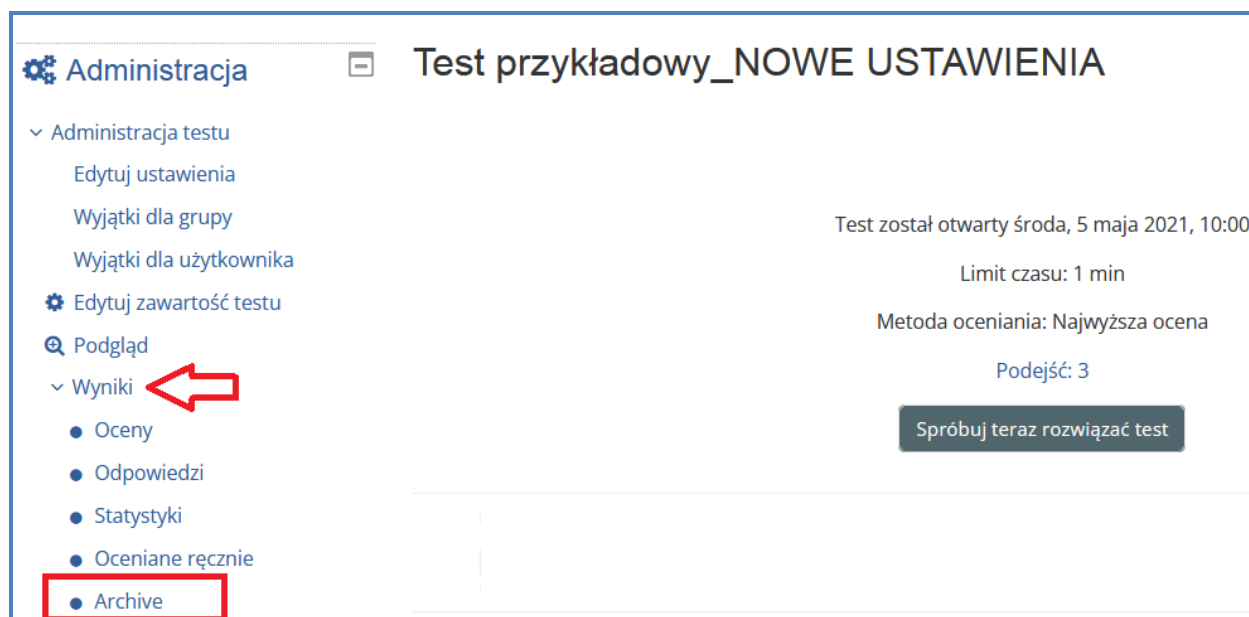 Administracja
Administracja testu
Edytuj ustawienia
Wyjątki dla grupy
Wyjątki dla użytkownika
Edytuj zawartość testu
Podgląd
Wyniki
Oceny
Odpowiedzi
Statystyki
Oceniane ręcznie
Archive
Test przykładowy_NOWE USTAWIENIA
Test został otwarty środa, 5 maja 2021, 10:00
Limit czasu: 1 min
Metoda oceniania: Najwyższa ocena
Podejść: 3
Spróbuj teraz rozwiązać test